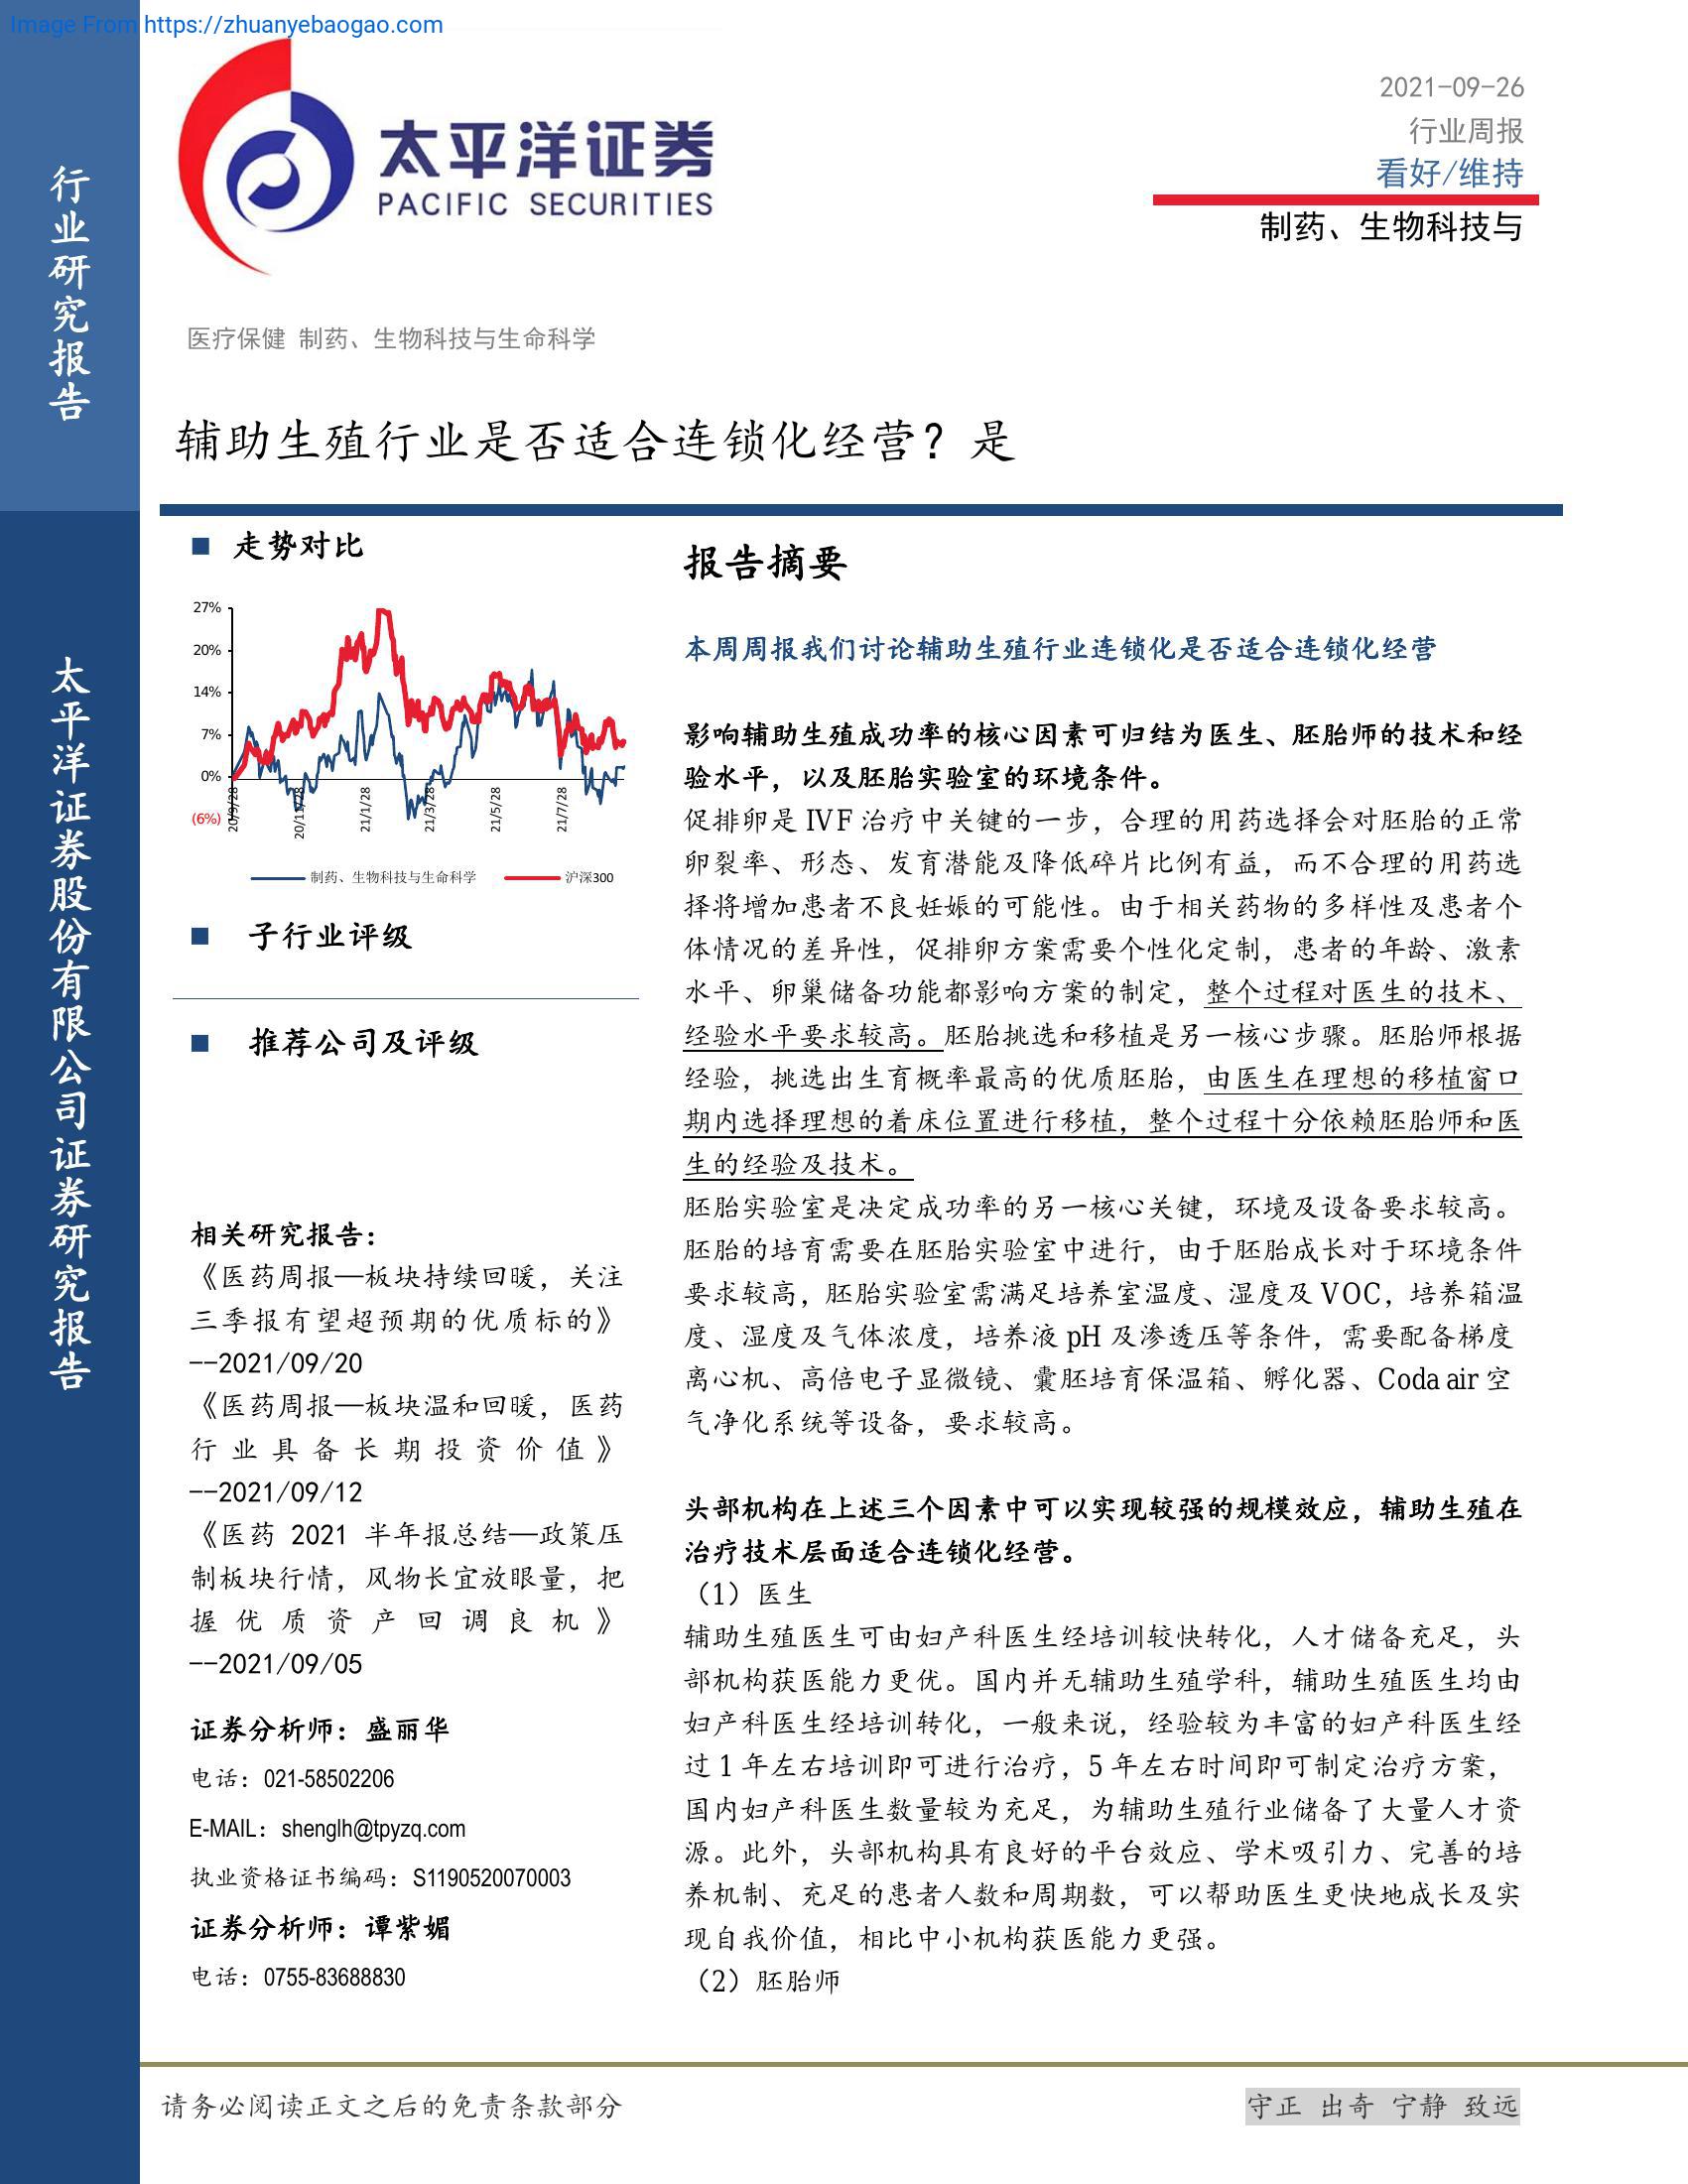 Image From https://zhuanyebaogao.com
行业研究报告
太平洋证券股份有限公司证券研究报告
太平洋证券
PACIFIC SECURITIES
2021-09-26
行业周报
看好/维持
制药、生物科技与
医疗保健 制药、生物科技与生命科学
辅助生殖行业是否适合连锁化经营？是
■ 走势对比
27%
20%
14%
7%
0%
(6%)
20/9/28
20/11/28
21/1/28
21/3/28
21/5/28
21/7/28
制药、生物科技与生命科学
沪深300
■ 子行业评级
■ 推荐公司及评级
相关研究报告：
《医药周报—板块持续回暖，关注
三季报有望超预期的优质标的》
--2021/09/20
《医药周报—板块温和回暖，医药
行业具备长期投资价值》
--2021/09/12
《医药 2021 半年报总结—政策压
制板块行情，风物长宜放眼量，把
握优质资产回调良机》
--2021/09/05
证券分析师：盛丽华
电话：021-58502206
E-MAIL：shenglh@tpyzq.com
执业资格证书编码：S1190520070003
证券分析师：谭紫媚
电话：0755-83688830
报告摘要
本周周报我们讨论辅助生殖行业连锁化是否适合连锁化经营
影响辅助生殖成功率的核心因素可归结为医生、胚胎师的技术和经
验水平，以及胚胎实验室的环境条件。
促排卵是 IVF 治疗中关键的一步，合理的用药选择会对胚胎的正常
卵裂率、形态、发育潜能及降低碎片比例有益，而不合理的用药选
择将增加患者不良妊娠的可能性。由于相关药物的多样性及患者个
体情况的差异性，促排卵方案需要个性化定制，患者的年龄、激素
水平、卵巢储备功能都影响方案的制定，整个过程对医生的技术、
经验水平要求较高。胚胎挑选和移植是另一核心步骤。胚胎师根据
经验，挑选出生育概率最高的优质胚胎，由医生在理想的移植窗口
期内选择理想的着床位置进行移植，整个过程十分依赖胚胎师和医
生的经验及技术。
胚胎实验室是决定成功率的另一核心关键，环境及设备要求较高。
胚胎的培育需要在胚胎实验室中进行，由于胚胎成长对于环境条件
要求较高，胚胎实验室需满足培养室温度、湿度及 VOC，培养箱温
度、湿度及气体浓度，培养液 pH 及渗透压等条件，需要配备梯度
离心机、高倍电子显微镜、囊胚培育保温箱、孵化器、Coda air 空
气净化系统等设备，要求较高。
头部机构在上述三个因素中可以实现较强的规模效应，辅助生殖在
治疗技术层面适合连锁化经营。
（1）医生
辅助生殖医生可由妇产科医生经培训较快转化，人才储备充足，头
部机构获医能力更优。国内并无辅助生殖学科，辅助生殖医生均由
妇产科医生经培训转化，一般来说，经验较为丰富的妇产科医生经
过 1 年左右培训即可进行治疗，5 年左右时间即可制定治疗方案，
国内妇产科医生数量较为充足，为辅助生殖行业储备了大量人才资
源。此外，头部机构具有良好的平台效应、学术吸引力、完善的培
养机制、充足的患者人数和周期数，可以帮助医生更快地成长及实
现自我价值，相比中小机构获医能力更强。
（2）胚胎师
请务必阅读正文之后的免责条款部分
守正 出奇 宁静 致远